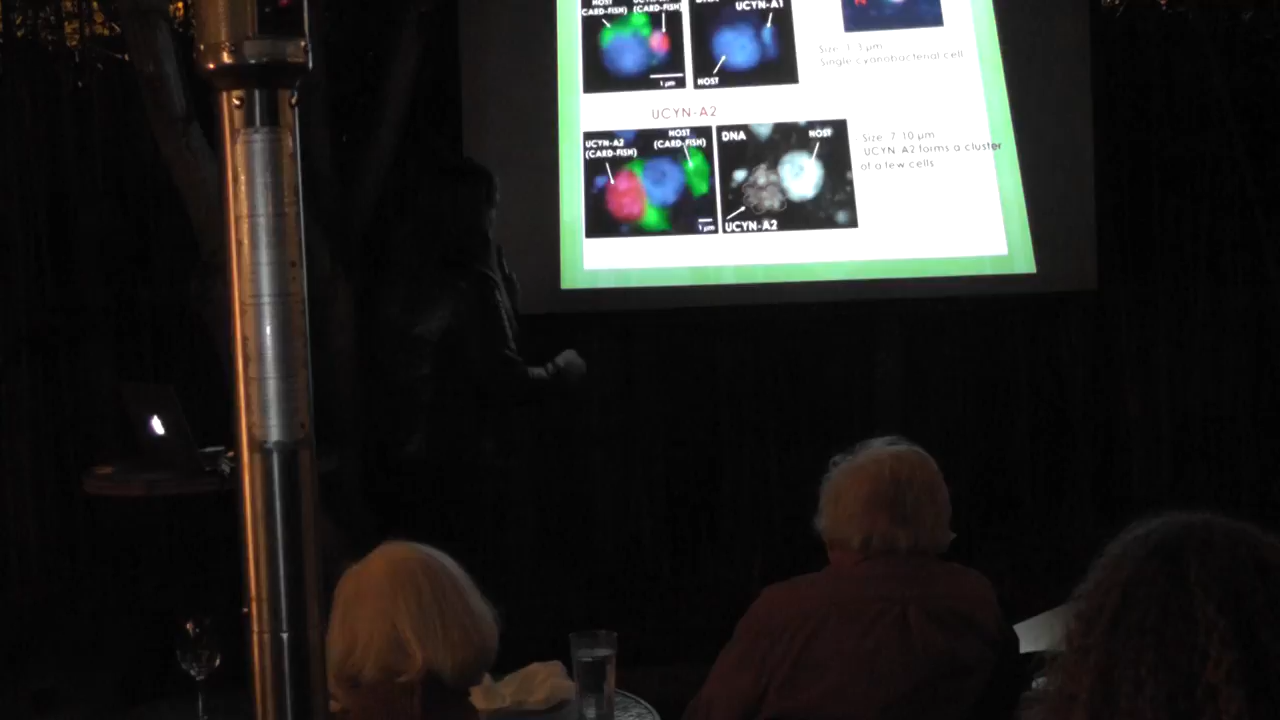 HOST
(CARD-FISH)
(CARD-FISH)
1 µm
DNA
UCYN-A1
HOST
Size: 1-3 µm
Single cyanobacterial cell
UCYN-A2
UCYN-A2
(CARD-FISH)
HOST
(CARD-FISH)
1 µm
DNA
HOST
UCYN-A2
Size: 7-10 µm
UCYN-A2 forms a cluster
of a few cells